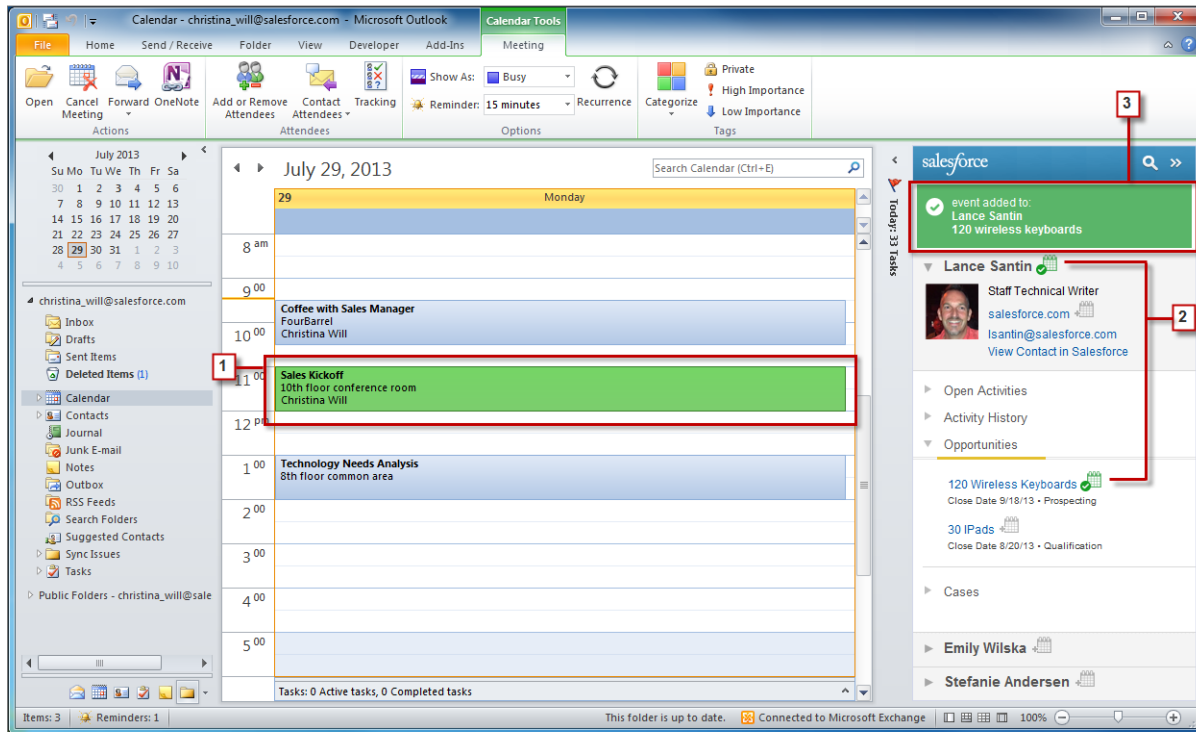 Calendar - christina_will@salesforce.com - Microsoft Outlook
Calendar Tools
File Home Send / Receive Folder View Developer Add-Ins Meeting
Open
Cancel Meeting
Forward
OneNote
Actions
Add or Remove Attendees
Contact Attendees
Tracking
Attendees
Show As: Busy
Reminder: 15 minutes
Recurrence
Options
Categorize
Private
High Importance
Low Importance
Tags
3
July 2013
Su Mo Tu We Th Fr Sa
30 1 2 3 4 5 6
7 8 9 10 11 12 13
14 15 16 17 18 19 20
21 22 23 24 25 26 27
28 29 30 31 1 2 3
4 5 6 7 8 9 10
christina_will@salesforce.com
Inbox
Drafts
Sent Items
Deleted Items (1)
Calendar
Contacts
Journal
Junk E-mail
Notes
Outbox
RSS Feeds
Search Folders
Suggested Contacts
Sync Issues
Tasks
Public Folders - christina_will@sale
July 29, 2013
Search Calendar (Ctrl+E)
29 Monday
8 am
9 00
Coffee with Sales Manager
FourBarrel
Christina Will
10 00
1
11 00
Sales Kickoff
10th floor conference room
Christina Will
12 pm
1 00
Technology Needs Analysis
8th floor common area
2 00
3 00
4 00
5 00
Tasks: 0 Active tasks, 0 Completed tasks
Today: 33 Tasks
salesforce
event added to:
Lance Santin
120 wireless keyboards
Lance Santin
Staff Technical Writer
salesforce.com
lsantin@salesforce.com
View Contact in Salesforce
2
Open Activities
Activity History
Opportunities
120 Wireless Keyboards
Close Date 9/18/13 • Prospecting
30 IPads
Close Date 8/20/13 • Qualification
Cases
Emily Wilska
Stefanie Andersen
Items: 3
Reminders: 1
This folder is up to date.
Connected to Microsoft Exchange
100%